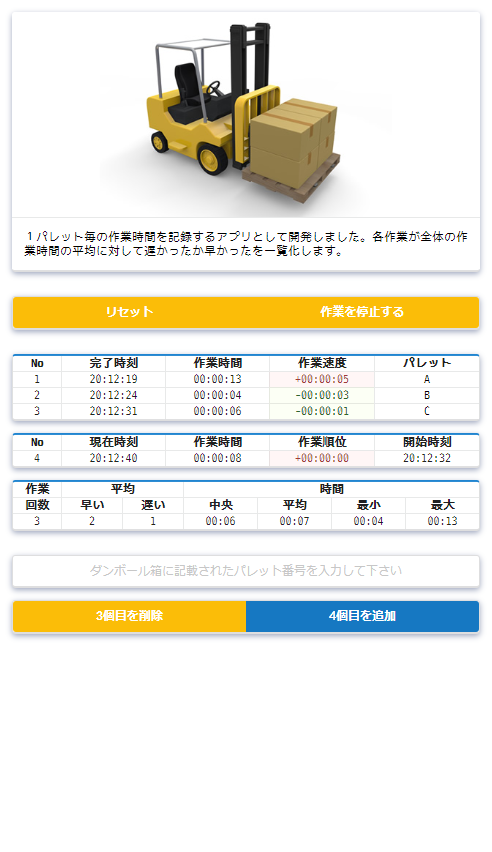 １パレット毎の作業時間を記録するアプリとして開発しました。各作業が全体の作
業時間の平均に対して遅かったか早かったを一覧化します。
リセット 作業を停止する
No 完了時刻 作業時間 作業速度 パレット
1 20:12:19 00:00:13 +00:00:05 A
2 20:12:24 00:00:04 -00:00:03 B
3 20:12:31 00:00:06 -00:00:01 C
No 現在時刻 作業時間 作業順位 開始時刻
4 20:12:40 00:00:08 +00:00:00 20:12:32
作業 平均 時間
回数 早い 遅い 中央 平均 最小 最大
3 2 1 00:06 00:07 00:04 00:13
ダンボール箱に記載されたパレット番号を入力して下さい
3個目を削除 4個目を追加